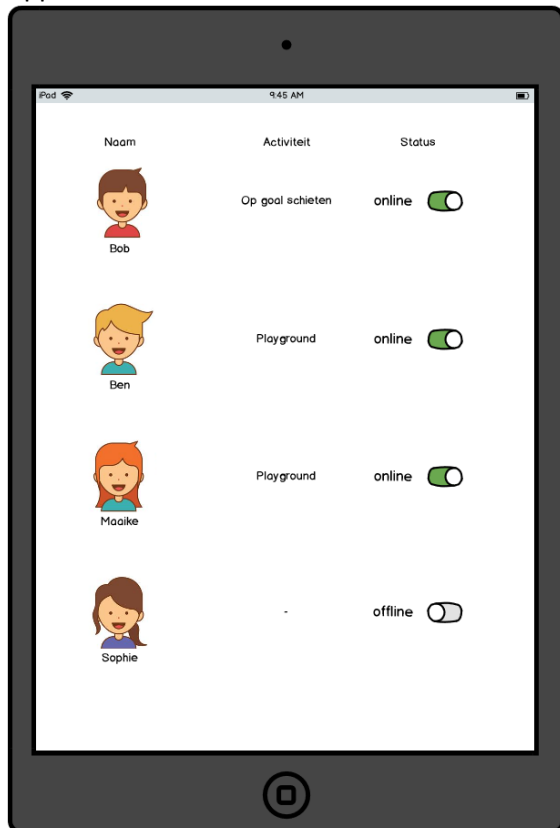 iPad 9:45 AM
Naam Activiteit Status
Op goal schieten online
Bob
Playground online
Ben
Playground online
Maaike
- offline
Sophie